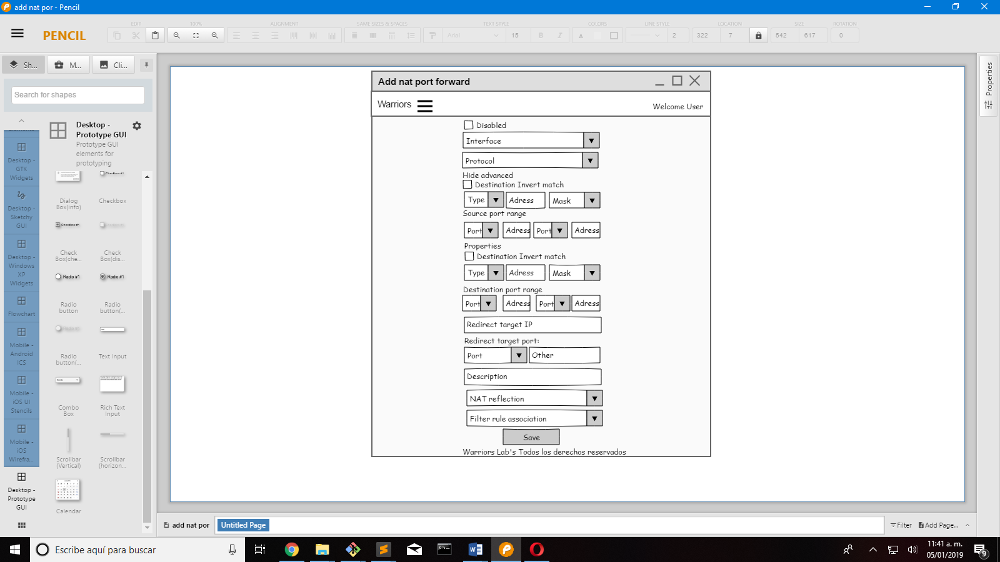 add nat por - Pencil
PENCIL
EDIT
100%
ALIGNMENT
SAME SIZES & SPACES
TEXT STYLE
Arial
15
B
I
COLORS
A
LINE STYLE
2
LOCATION
322
7
SIZE
542
617
ROTATION
0
Sh...
M...
Cli...
Search for shapes
Desktop - GTK Widgets
Desktop - Sketchy GUI
Desktop - Windows XP Widgets
Flowchart
Mobile - Android ICS
Mobile - iOS UI Stencils
Mobile - iOS Wirefra...
Desktop - Prototype GUI
Desktop - Prototype GUI
Prototype GUI elements for prototyping
Dialog Box(info)
Checkbox
Check Box(che...
Check Box(dis...
Radio #1
Radio #1
Radio button
Radio button(...
Radio button(...
Text Input
Combo Box
Rich Text Input
Scrollbar (Vertical)
Scrollbar (horizon...
Calendar
Add nat port forward
Warriors
Welcome User
Disabled
Interface
Protocol
Hide advanced
Destination Invert match
Type
Adress
Mask
Source port range
Port
Adress
Port
Adress
Properties
Destination Invert match
Type
Adress
Mask
Destination port range
Port
Adress
Port
Adress
Redirect target IP
Redirect target port:
Port
Other
Description
NAT reflection
Filter rule association
Save
Warriors Lab's Todos los derechos reservados
Properties
add nat por
Untitled Page
Filter
Add Page...
Escribe aquí para buscar
11:41 a. m.
05/01/2019
9